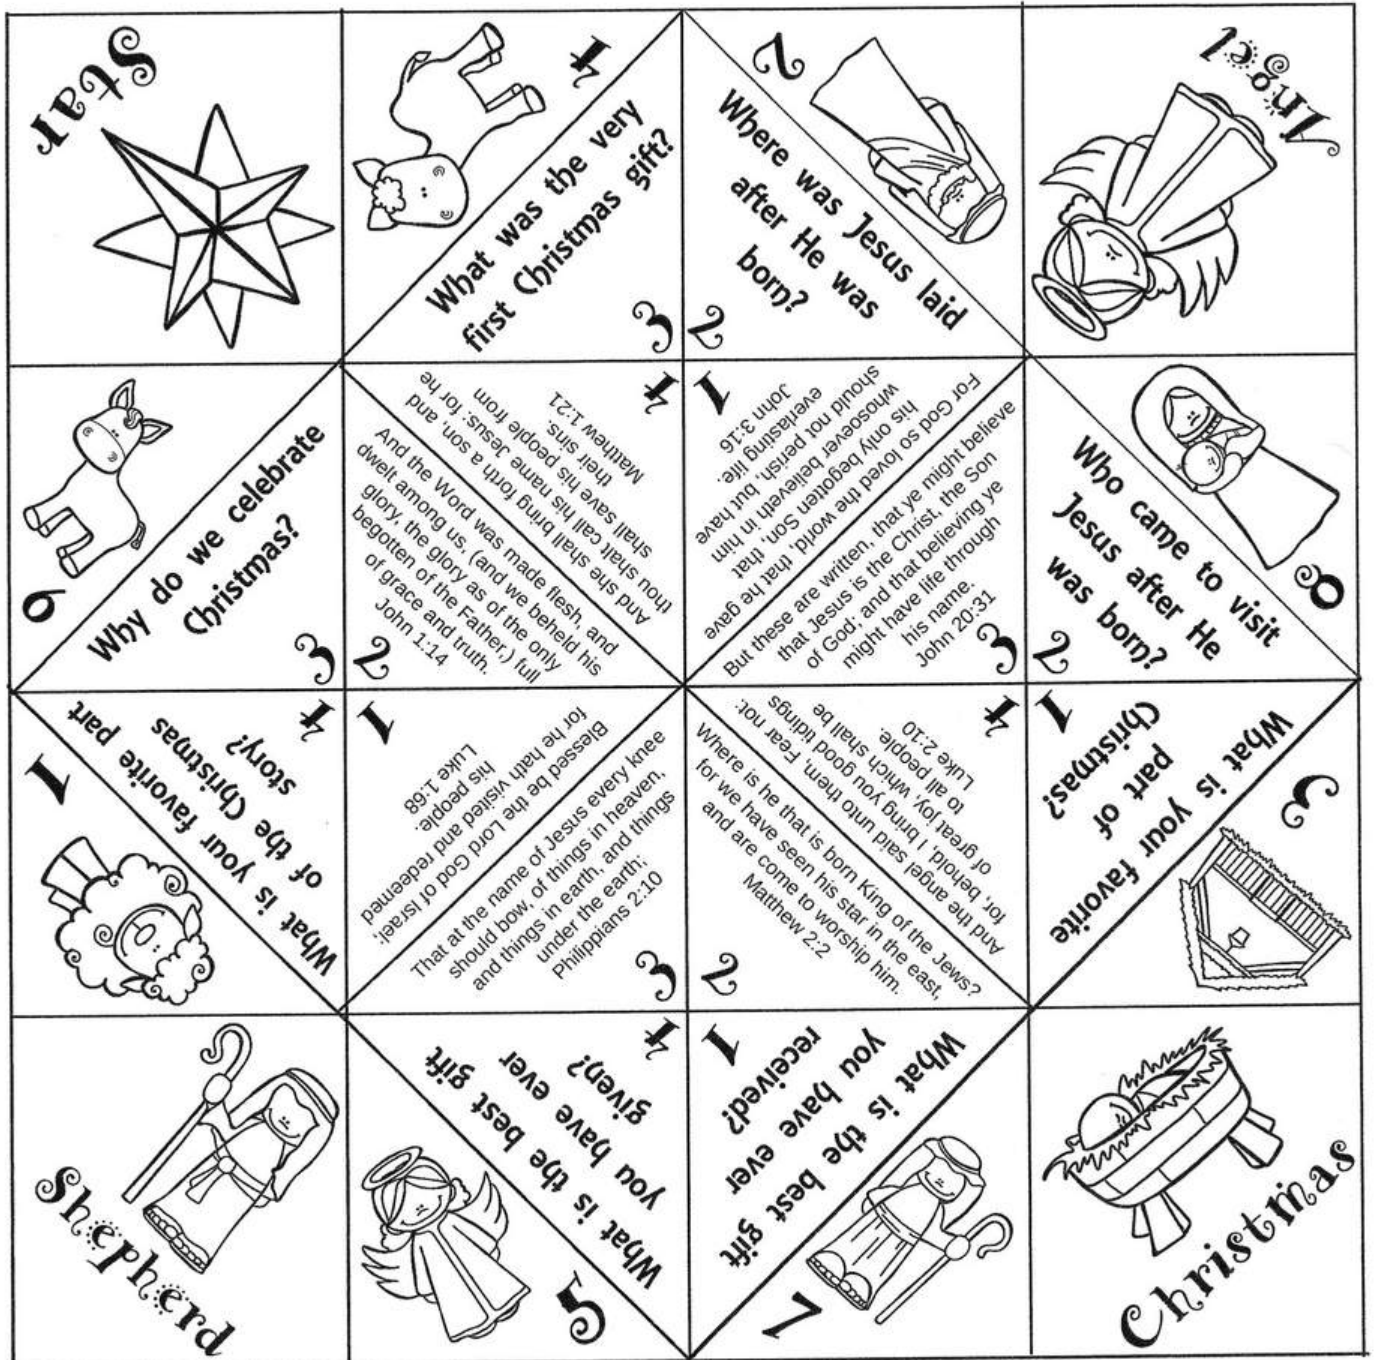 Star
4
What was the very
first Christmas gift?
3
2
Where was Jesus laid
after He was
born?
2
Angel
6
Why do we celebrate
Christmas?
3
4
And she shall bring forth a son, and
thou shalt call his name Jesus: for he
shall save his people from
their sins.
Matthew 1:21
And the Word was made flesh, and
dwelt among us, (and we beheld his
glory, the glory as of the only
begotten of the Father,) full
of grace and truth.
John 1:14
2
1
For God so loved the world, that he gave
his only begotten Son, that
whosoever believeth in him
should not perish, but have
everlasting life.
John 3:16
But these are written, that ye might believe
that Jesus is the Christ, the Son
of God; and that believing ye
might have life through
his name.
John 20:31
3
8
Who came to visit
Jesus after He
was born?
2
1
What is your favorite part
of the Christmas
story?
4
1
Blessed be the Lord God of Israel;
for he hath visited and redeemed
his people.
Luke 1:68
That at the name of Jesus every knee
should bow, of things in heaven,
and things in earth, and things
under the earth;
Philippians 2:10
3
4
And the angel said unto them, Fear not:
for, behold, I bring you good tidings
of great joy, which shall be
to all people.
Luke 2:10
Where is he that is born King of the Jews?
for we have seen his star in the east,
and are come to worship him.
Matthew 2:2
2
1
What is your favorite
part of
Christmas?
3
Shepherd
4
What is the best gift
you have ever
given?
5
1
What is the best gift
you have ever
received?
7
Christmas